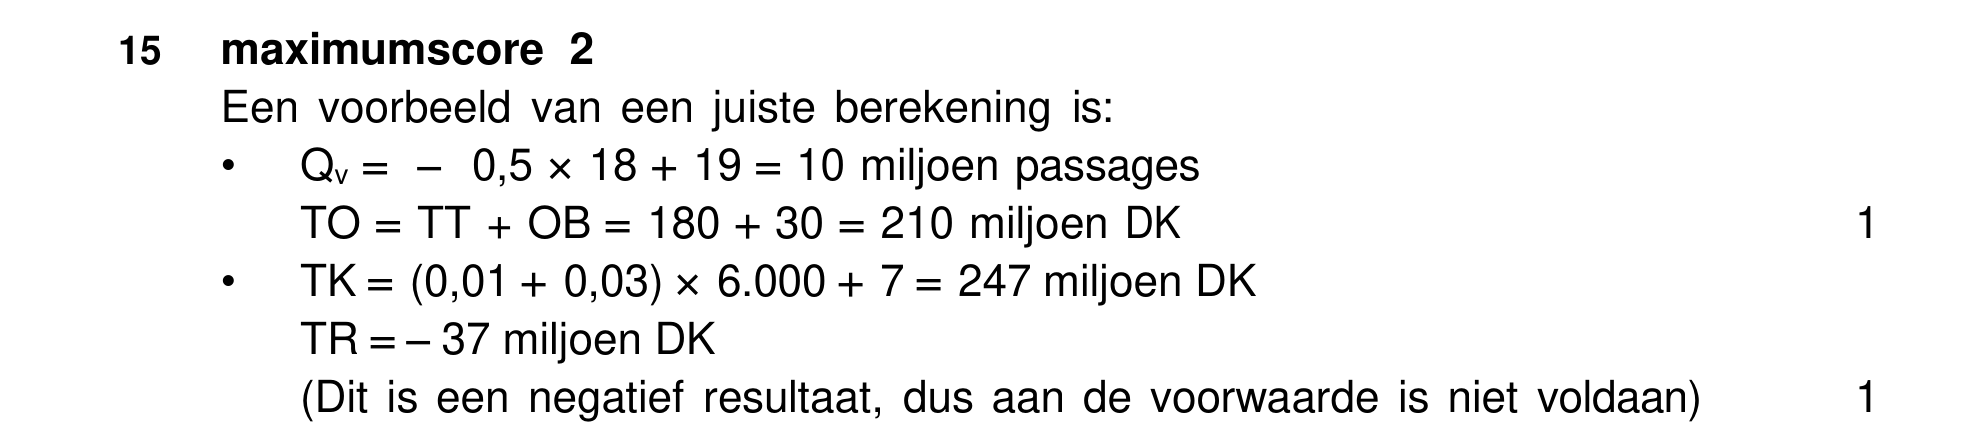 15 maximumscore 2
Een voorbeeld van een juiste berekening is:
• Qv = – 0,5 × 18 + 19 = 10 miljoen passages
TO = TT + OB = 180 + 30 = 210 miljoen DK 1
• TK = (0,01 + 0,03) × 6.000 + 7 = 247 miljoen DK
TR = – 37 miljoen DK
(Dit is een negatief resultaat, dus aan de voorwaarde is niet voldaan) 1